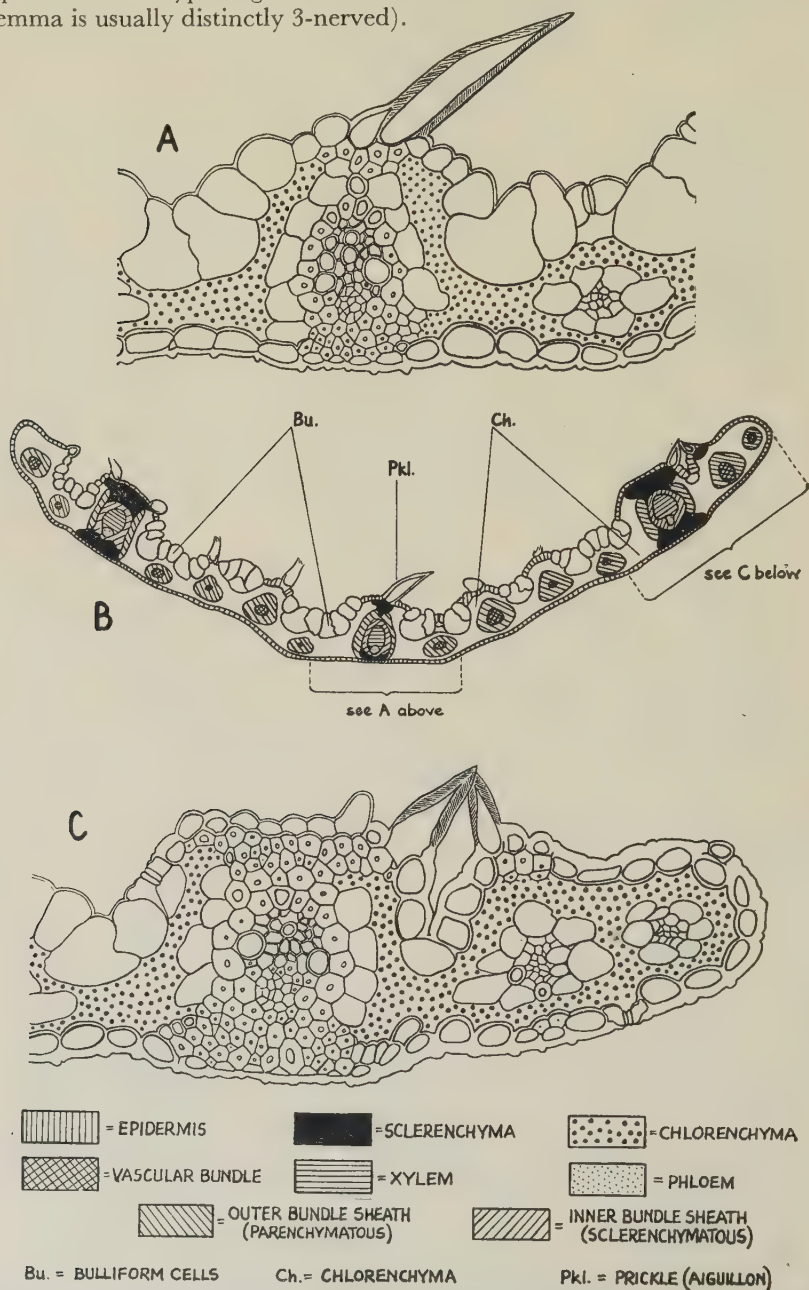 emma is usually distinctly 3-nerved).
A
Bu.
Ch.
Pkl.
see C below
B
see A above
C
= EPIDERMIS
= SCLERENCHYMA
= CHLORENCHYMA
= VASCULAR BUNDLE
= XYLEM
= PHLOEM
= OUTER BUNDLE SHEATH
(PARENCHYMATOUS)
= INNER BUNDLE SHEATH
(SCLERENCHYMATOUS)
Bu. = BULLIFORM CELLS
Ch. = CHLORENCHYMA
Pkl. = PRICKLE (AIGUILLON)